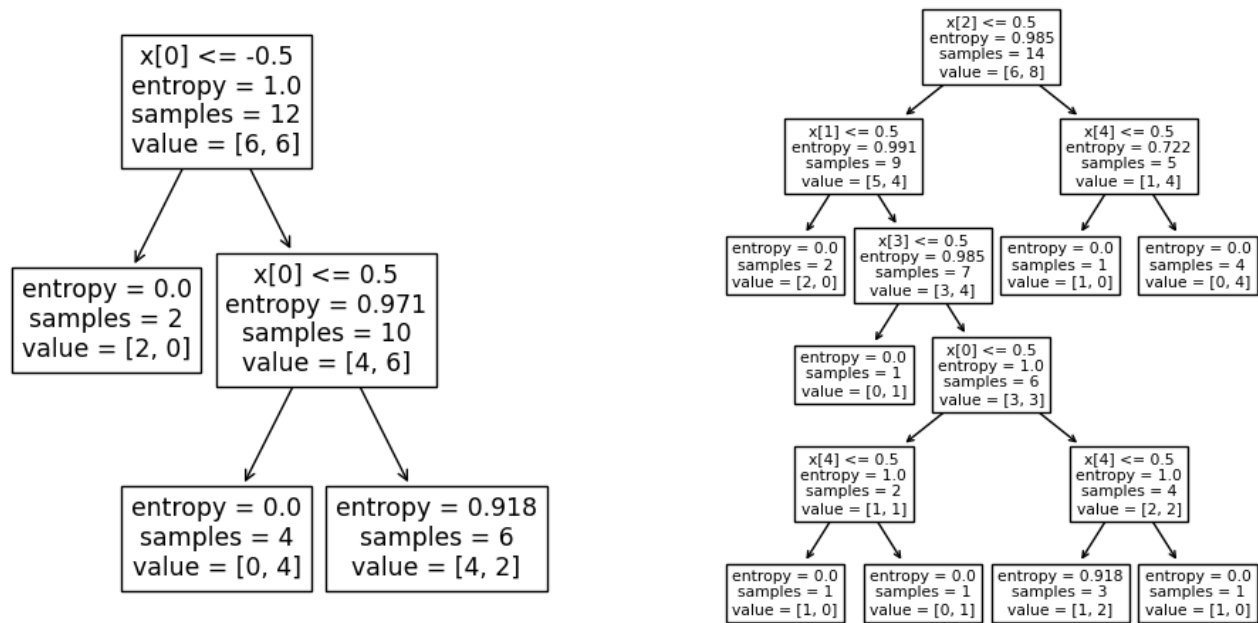 x[0] <= -0.5
entropy = 1.0
samples = 12
value = [6, 6]
entropy = 0.0
samples = 2
value = [2, 0]
x[0] <= 0.5
entropy = 0.971
samples = 10
value = [4, 6]
entropy = 0.0
samples = 4
value = [0, 4]
entropy = 0.918
samples = 6
value = [4, 2]
x[2] <= 0.5
entropy = 0.985
samples = 14
value = [6, 8]
x[1] <= 0.5
entropy = 0.991
samples = 9
value = [5, 4]
x[4] <= 0.5
entropy = 0.722
samples = 5
value = [1, 4]
entropy = 0.0
samples = 2
value = [2, 0]
x[3] <= 0.5
entropy = 0.985
samples = 7
value = [3, 4]
entropy = 0.0
samples = 1
value = [1, 0]
entropy = 0.0
samples = 4
value = [0, 4]
entropy = 0.0
samples = 1
value = [0, 1]
x[0] <= 0.5
entropy = 1.0
samples = 6
value = [3, 3]
x[4] <= 0.5
entropy = 1.0
samples = 2
value = [1, 1]
x[4] <= 0.5
entropy = 1.0
samples = 4
value = [2, 2]
entropy = 0.0
samples = 1
value = [1, 0]
entropy = 0.0
samples = 1
value = [0, 1]
entropy = 0.918
samples = 3
value = [1, 2]
entropy = 0.0
samples = 1
value = [1, 0]